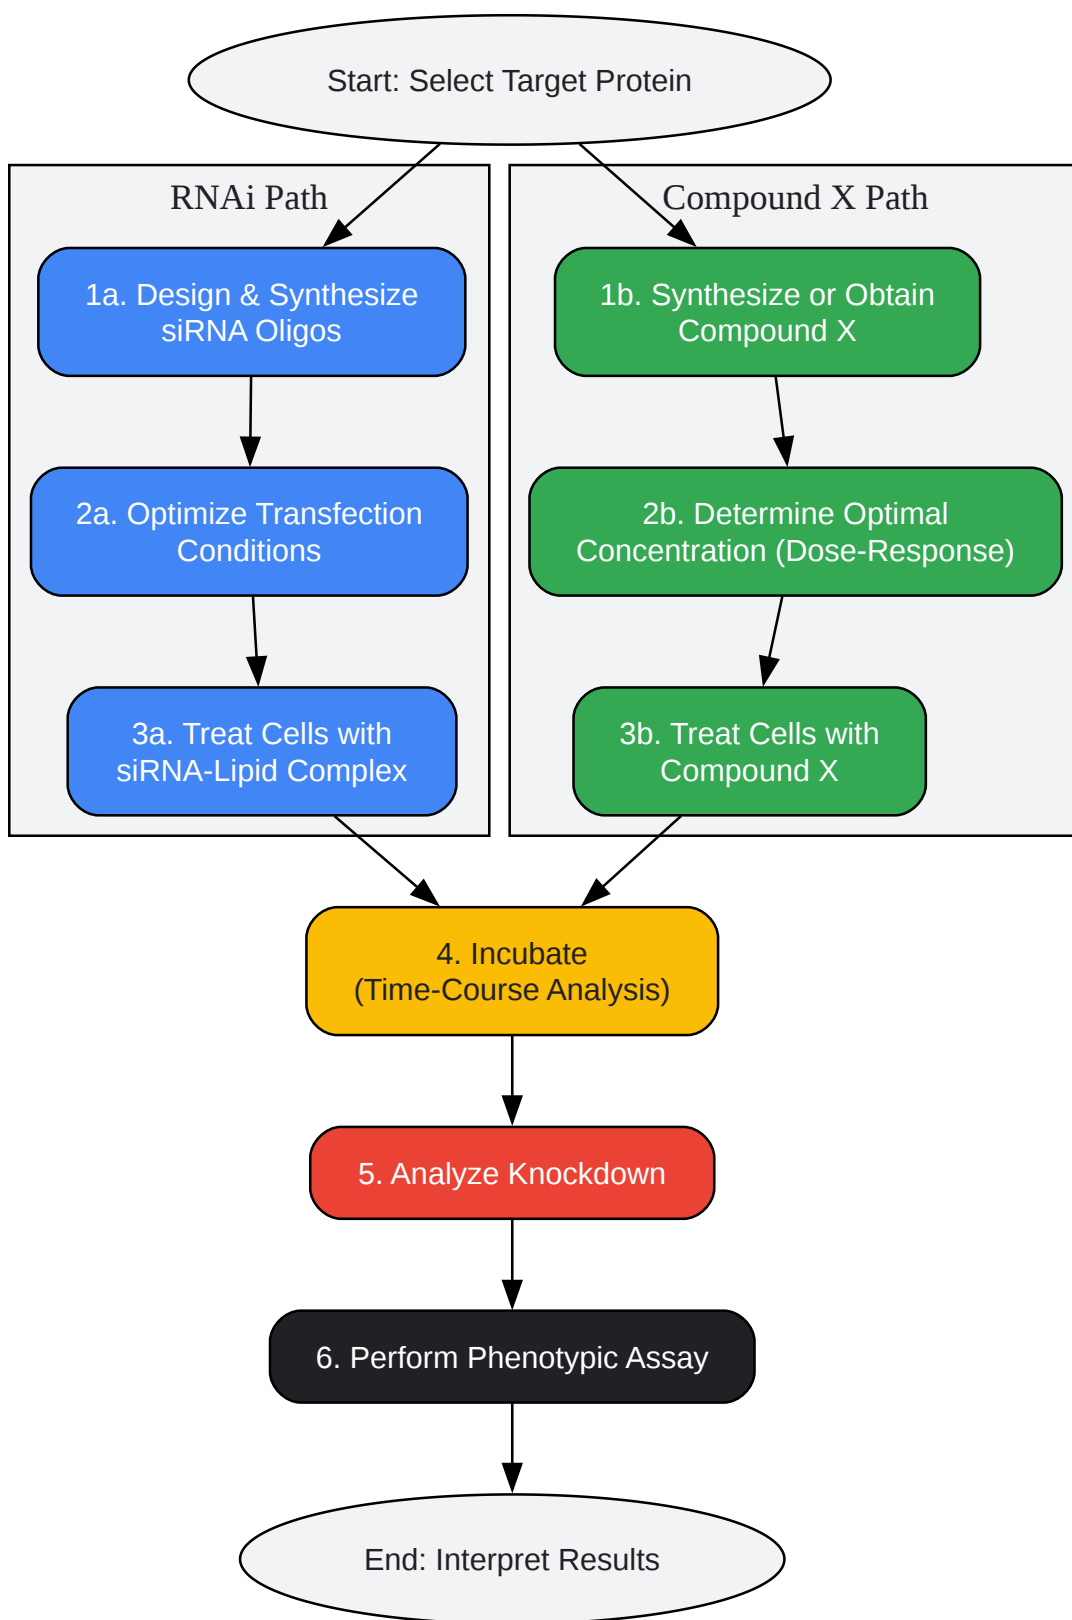 Start: Select Target Protein
RNAi Path
1a. Design & Synthesize
siRNA Oligos
2a. Optimize Transfection
Conditions
3a. Treat Cells with
siRNA-Lipid Complex
Compound X Path
1b. Synthesize or Obtain
Compound X
2b. Determine Optimal
Concentration (Dose-Response)
3b. Treat Cells with
Compound X
4. Incubate
(Time-Course Analysis)
5. Analyze Knockdown
6. Perform Phenotypic Assay
End: Interpret Results